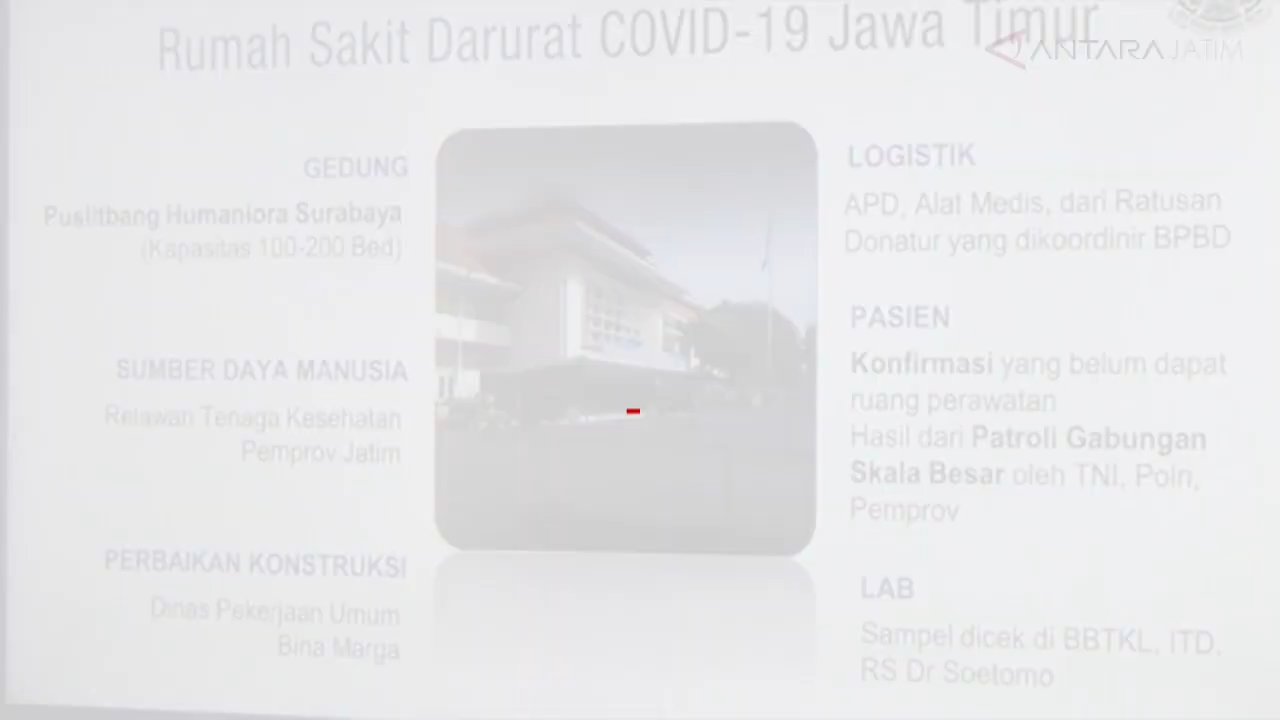 Rumah Sakit Darurat COVID-19 Jawa Timur
ANTARA JATIM
GEDUNG
Puslitbang Humaniora Surabaya
(Kapasitas 100-200 Bed)
SUMBER DAYA MANUSIA
Relawan Tenaga Kesehatan
Pemprov Jatim
PERBAIKAN KONSTRUKSI
Dinas Pekerjaan Umum
Bina Marga
LOGISTIK
APD, Alat Medis, dari Ratusan
Donatur yang dikoordinir BPBD
PASIEN
Konfirmasi yang belum dapat
ruang perawatan
Hasil dari Patroli Gabungan
Skala Besar oleh TNI, Polri,
Pemprov
LAB
Sampel dicek di BBTKL, ITD,
RS Dr Soetomo